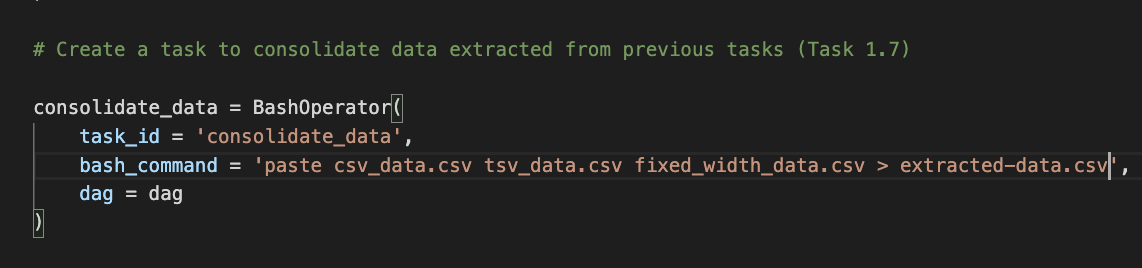 # Create a task to consolidate data extracted from previous tasks (Task 1.7)
consolidate_data = BashOperator(
task_id = 'consolidate_data',
bash_command = 'paste csv_data.csv tsv_data.csv fixed_width_data.csv > extracted-data.csv',
dag = dag
)